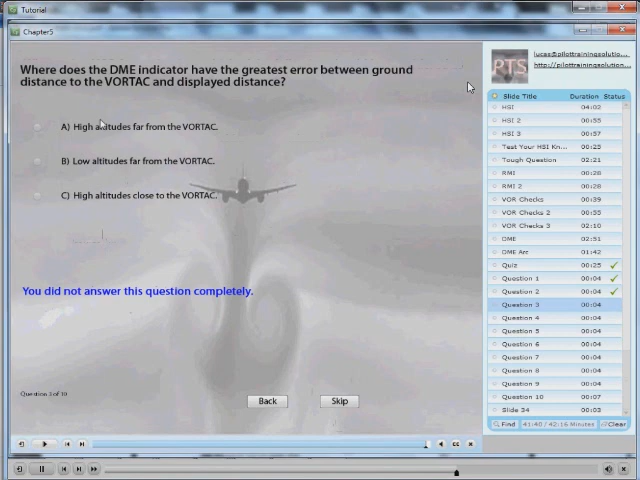 Tutorial
Chapter5
Where does the DME indicator have the greatest error between ground
distance to the VORTAC and displayed distance?
A) High altitudes far from the VORTAC.
B) Low altitudes far from the VORTAC.
C) High altitudes close to the VORTAC.
You did not answer this question completely.
Question 3 of 10
Back
Skip
PTS
lucas@pilottrainingsolutio...
http://pilottrainingsolution...
Slide Title Duration Status
HSI 04:02
HSI 2 00:55
HSI 3 00:57
Test Your HSI Kn... 00:25
Tough Question 02:21
RMI 00:28
RMI 2 00:28
VOR Checks 00:39
VOR Checks 2 00:55
VOR Checks 3 02:10
DME 02:51
DME Arc 01:42
Quiz 00:25
Question 1 00:04
Question 2 00:04
Question 3 00:04
Question 4 00:04
Question 5 00:04
Question 6 00:04
Question 7 00:04
Question 8 00:04
Question 9 00:04
Question 10 00:07
Slide 34 00:03
Find 41:40 / 42:16 Minutes Clear
CC